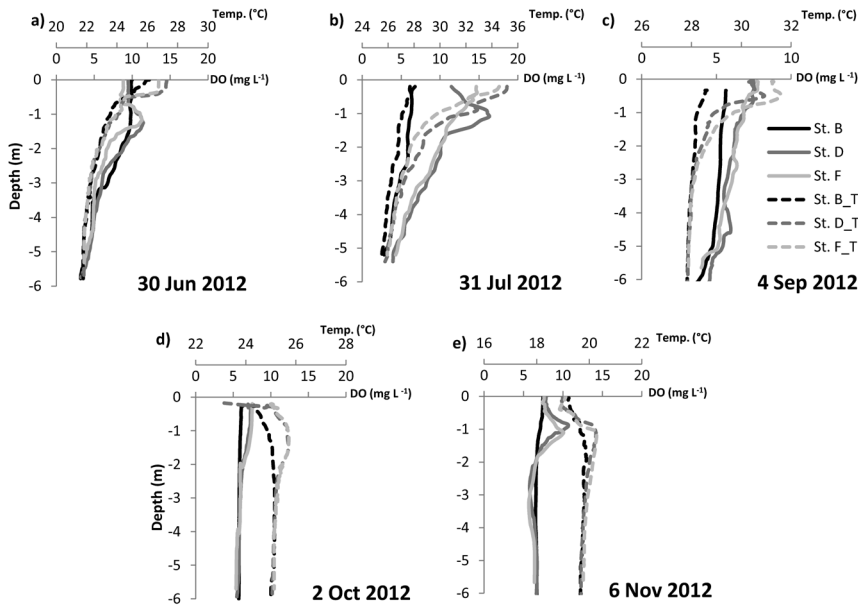 a)
Temp. (°C)
20 22 24 26 28 30
0 5 10 15 20
DO (mg L⁻¹)
0
-1
-2
-3
-4
-5
-6
Depth (m)
30 Jun 2012
b)
Temp. (°C)
24 26 28 30 32 34 36
0 5 10 15 20
DO (mg L⁻¹)
0
-1
-2
-3
-4
-5
-6
31 Jul 2012
c)
Temp. (°C)
26 28 30 32
0 5 10
DO (mg L⁻¹)
0
-1
-2
-3
-4
-5
-6
St. B
St. D
St. F
St. B_T
St. D_T
St. F_T
4 Sep 2012
d)
Temp. (°C)
22 24 26 28
0 5 10 15 20
DO (mg L⁻¹)
0
-1
-2
-3
-4
-5
-6
Depth (m)
2 Oct 2012
e)
Temp. (°C)
16 18 20 22
0 5 10 15
DO (mg L⁻¹)
0
-1
-2
-3
-4
-5
-6
6 Nov 2012